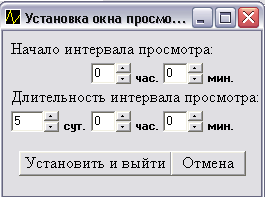 Установка окна просмо...
Начало интервала просмотра:
0 час. 0 мин.
Длительность интервала просмотра:
5 сут. 0 час. 0 мин.
Установить и выйти Отмена